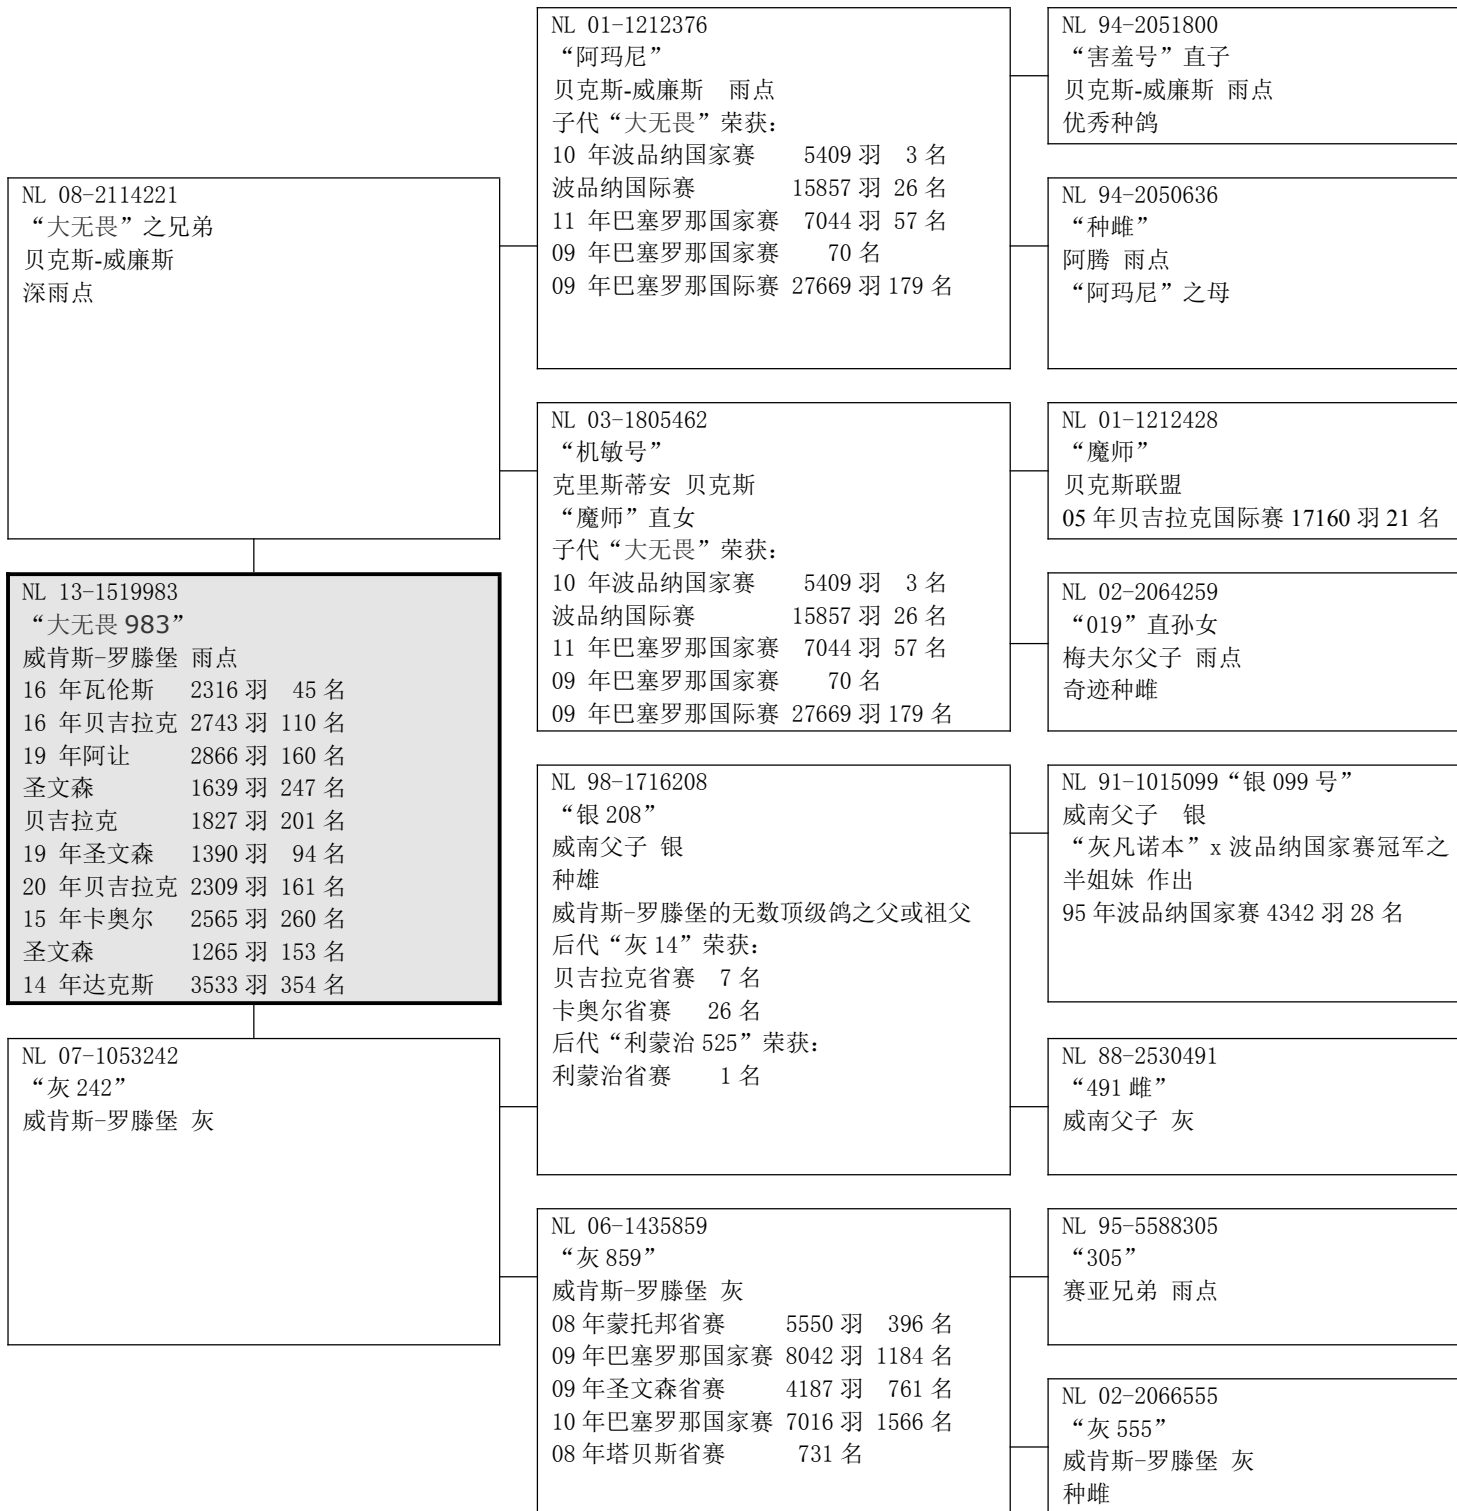 NL 08-2114221
“大无畏”之兄弟
贝克斯-威廉斯
深雨点
NL 13-1519983
“大无畏 983”
威肯斯-罗滕堡 雨点
16 年瓦伦斯 2316 羽 45 名
16 年贝吉拉克 2743 羽 110 名
19 年阿让 2866 羽 160 名
圣文森 1639 羽 247 名
贝吉拉克 1827 羽 201 名
19 年圣文森 1390 羽 94 名
20 年贝吉拉克 2309 羽 161 名
15 年卡奥尔 2565 羽 260 名
圣文森 1265 羽 153 名
14 年达克斯 3533 羽 354 名
NL 07-1053242
“灰 242”
威肯斯-罗滕堡 灰
NL 01-1212376
“阿玛尼”
贝克斯-威廉斯 雨点
子代“大无畏”荣获：
10 年波品纳国家赛 5409 羽 3 名
波品纳国际赛 15857 羽 26 名
11 年巴塞罗那国家赛 7044 羽 57 名
09 年巴塞罗那国家赛 70 名
09 年巴塞罗那国际赛 27669 羽 179 名
NL 03-1805462
“机敏号”
克里斯蒂安 贝克斯
“魔师”直女
子代“大无畏”荣获：
10 年波品纳国家赛 5409 羽 3 名
波品纳国际赛 15857 羽 26 名
11 年巴塞罗那国家赛 7044 羽 57 名
09 年巴塞罗那国家赛 70 名
09 年巴塞罗那国际赛 27669 羽 179 名
NL 98-1716208
“银 208”
威南父子 银
种雄
威肯斯-罗滕堡的无数顶级鸽之父或祖父
后代“灰 14”荣获：
贝吉拉克省赛 7 名
卡奥尔省赛 26 名
后代“利蒙治 525”荣获：
利蒙治省赛 1 名
NL 06-1435859
“灰 859”
威肯斯-罗滕堡 灰
08 年蒙托邦省赛 5550 羽 396 名
09 年巴塞罗那国家赛 8042 羽 1184 名
09 年圣文森省赛 4187 羽 761 名
10 年巴塞罗那国家赛 7016 羽 1566 名
08 年塔贝斯省赛 731 名
NL 94-2051800
“害羞号”直子
贝克斯-威廉斯 雨点
优秀种鸽
NL 94-2050636
“种雌”
阿腾 雨点
“阿玛尼”之母
NL 01-1212428
“魔师”
贝克斯联盟
05 年贝吉拉克国际赛 17160 羽 21 名
NL 02-2064259
“019”直孙女
梅夫尔父子 雨点
奇迹种雌
NL 91-1015099“银 099 号”
威南父子 银
“灰凡诺本”x 波品纳国家赛冠军之
半姐妹 作出
95 年波品纳国家赛 4342 羽 28 名
NL 88-2530491
“491 雌”
威南父子 灰
NL 95-5588305
“305”
赛亚兄弟 雨点
NL 02-2066555
“灰 555”
威肯斯-罗滕堡 灰
种雌